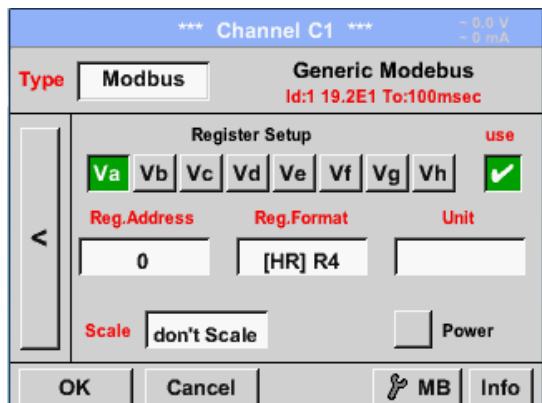 *** Channel C1 ***
~ 0.0 V
~ 0 mA
Type Modbus
Generic Modebus
Id:1 19.2E1 To:100msec
Register Setup
use
Va Vb Vc Vd Ve Vf Vg Vh
Reg.Address Reg.Format Unit
<
0 [HR] R4
Scale don't Scale Power
OK Cancel MB Info